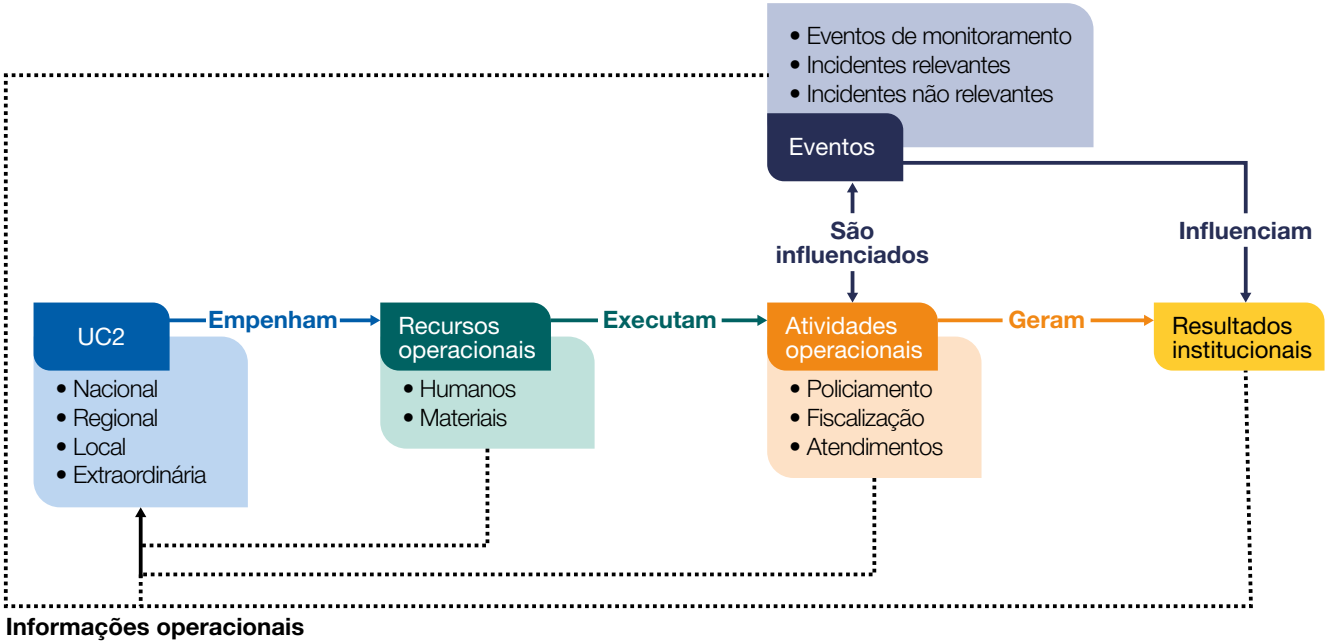 • Eventos de monitoramento
• Incidentes relevantes
• Incidentes não relevantes
Eventos
São
influenciados
Influenciam
UC2
Empenham
Recursos
operacionais
Executam
Atividades
operacionais
Geram
Resultados
institucionais
• Nacional
• Regional
• Local
• Extraordinária
• Humanos
• Materiais
• Policiamento
• Fiscalização
• Atendimentos
Informações operacionais